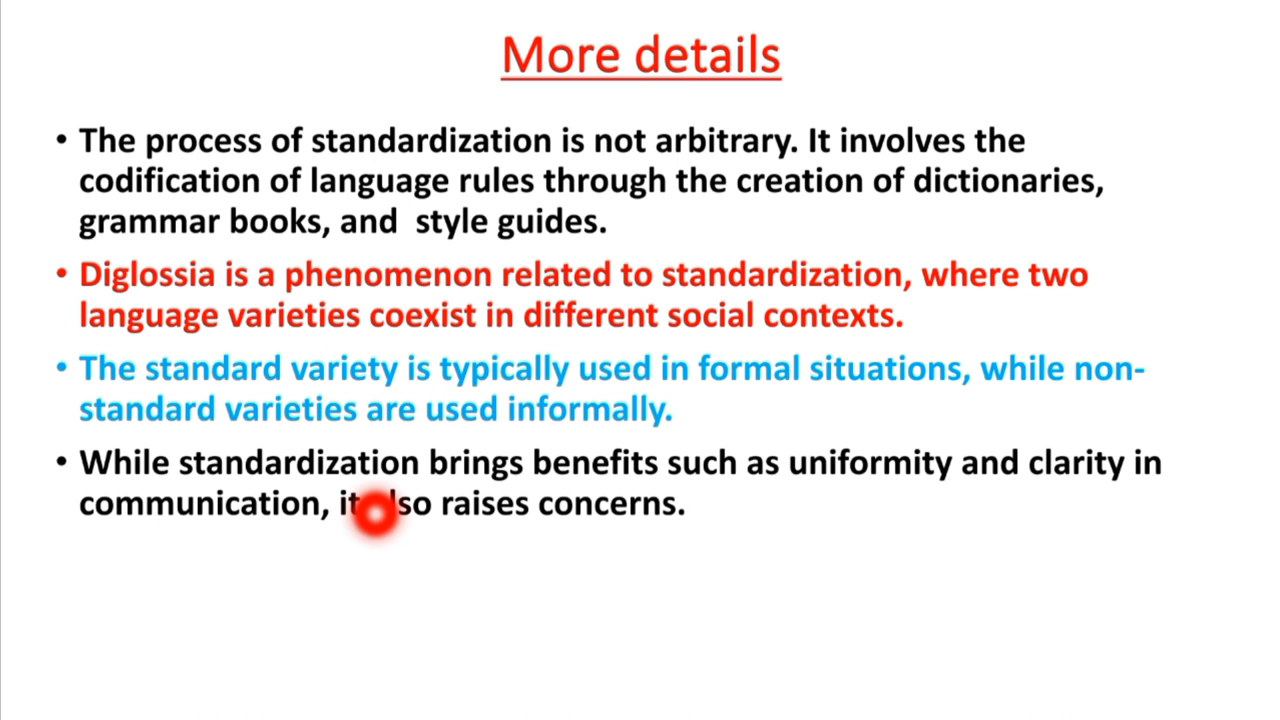 More details
• The process of standardization is not arbitrary. It involves the
codification of language rules through the creation of dictionaries,
grammar books, and  style guides.
• Diglossia is a phenomenon related to standardization, where two
language varieties coexist in different social contexts.
• The standard variety is typically used in formal situations, while non-
standard varieties are used informally.
• While standardization brings benefits such as uniformity and clarity in
communication, it also raises concerns.